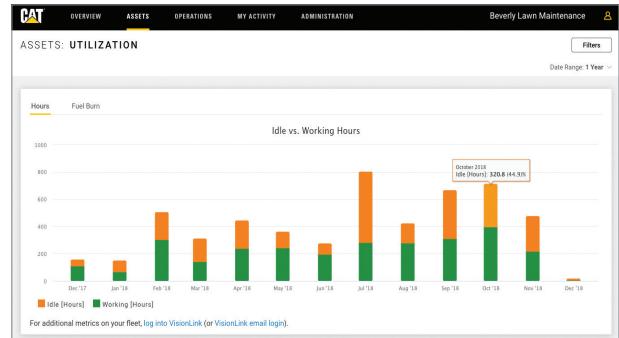 CAT OVERVIEW ASSETS OPERATIONS MY ACTIVITY ADMINISTRATION Beverly Lawn Maintenance
ASSETS: UTILIZATION Filters
Date Range: 1 Year
Hours Fuel Burn
Idle vs. Working Hours
1000
800
October 2018
Idle [Hours]: 320.8 (44.9)%
600
400
200
0
Dec '17 Jan '18 Feb '18 Mar '18 Apr '18 May '18 Jun '18 Jul '18 Aug '18 Sep '18 Oct '18 Nov '18 Dec '18
Idle [Hours] Working [Hours]
For additional metrics on your fleet, log into VisionLink (or VisionLink email login).